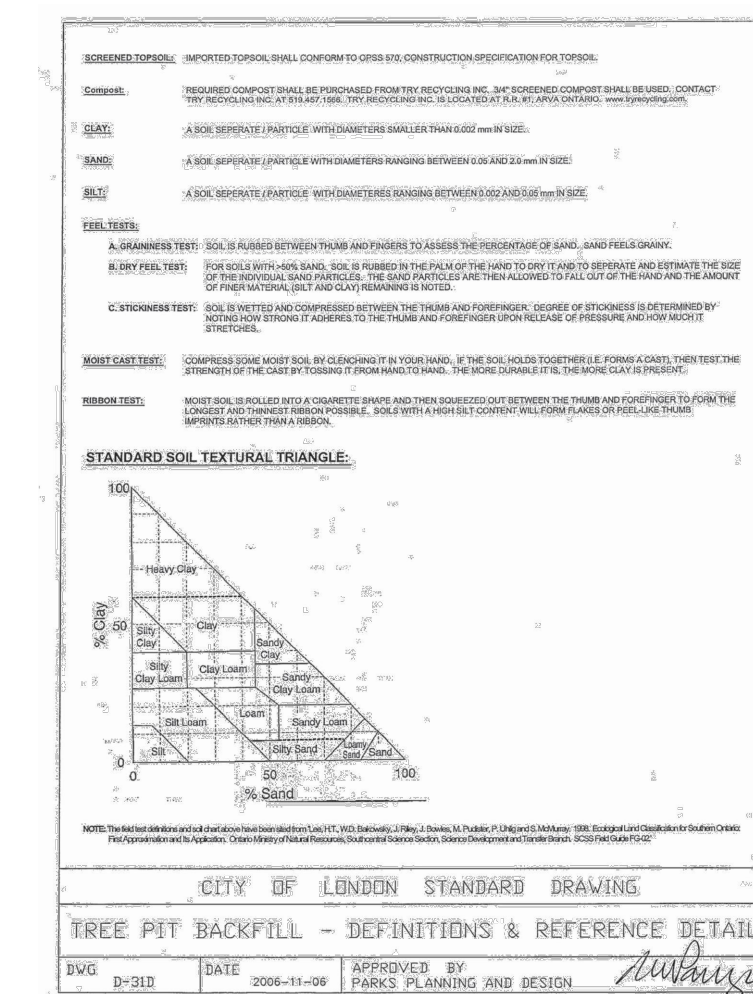 SCREENED TOPSOIL: IMPORTED TOPSOIL SHALL CONFORM TO OPSS 570, CONSTRUCTION SPECIFICATION FOR TOPSOIL.
Compost: REQUIRED COMPOST SHALL BE PURCHASED FROM TRY RECYCLING INC. 3/4" SCREENED COMPOST SHALL BE USED. CONTACT
TRY RECYCLING INC. AT 519.457.1566. TRY RECYCLING INC. IS LOCATED AT R.R. #1, ARVA ONTARIO. www.tryrecycling.com.
CLAY: A SOIL SEPERATE / PARTICLE WITH DIAMETERS SMALLER THAN 0.002 mm IN SIZE.
SAND: A SOIL SEPERATE / PARTICLE WITH DIAMETERS RANGING BETWEEN 0.05 AND 2.0 mm IN SIZE.
SILT: A SOIL SEPERATE / PARTICLE WITH DIAMETERES RANGING BETWEEN 0.002 AND 0.05 mm IN SIZE.
FEEL TESTS:
A. GRAININESS TEST: SOIL IS RUBBED BETWEEN THUMB AND FINGERS TO ASSESS THE PERCENTAGE OF SAND. SAND FEELS GRAINY.
B. DRY FEEL TEST: FOR SOILS WITH >50% SAND. SOIL IS RUBBED IN THE PALM OF THE HAND TO DRY IT AND TO SEPERATE AND ESTIMATE THE SIZE
OF THE INDIVIDUAL SAND PARTICLES. THE SAND PARTICLES ARE THEN ALLOWED TO FALL OUT OF THE HAND AND THE AMOUNT
OF FINER MATERIAL (SILT AND CLAY) REMAINING IS NOTED.
C. STICKINESS TEST: SOIL IS WETTED AND COMPRESSED BETWEEN THE THUMB AND FOREFINGER. DEGREE OF STICKINESS IS DETERMINED BY
NOTING HOW STRONG IT ADHERES TO THE THUMB AND FOREFINGER UPON RELEASE OF PRESSURE AND HOW MUCH IT
STRETCHES.
MOIST CAST TEST: COMPRESS SOME MOIST SOIL BY CLENCHING IT IN YOUR HAND. IF THE SOIL HOLDS TOGETHER (I.E. FORMS A CAST), THEN TEST THE
STRENGTH OF THE CAST BY TOSSING IT FROM HAND TO HAND. THE MORE DURABLE IT IS, THE MORE CLAY IS PRESENT.
RIBBON TEST: MOIST SOIL IS ROLLED INTO A CIGARETTE SHAPE AND THEN SQUEEZED OUT BETWEEN THE THUMB AND FOREFINGER TO FORM THE
LONGEST AND THINNEST RIBBON POSSIBLE. SOILS WITH A HIGH SILT CONTENT WILL FORM FLAKES OR PEEL-LIKE THUMB
IMPRINTS RATHER THAN A RIBBON.
STANDARD SOIL TEXTURAL TRIANGLE:
100
Heavy Clay
% Clay
50
Silty
Clay
Clay
Sandy
Clay
Silty
Clay Loam
Clay Loam
Sandy
Clay Loam
Silt Loam
Loam
Sandy Loam
Silt
Silty Sand
Loamy
Sand
Sand
0
0
50
100
% Sand
NOTE: The field test definitions and soil chart above have been sited from "Lee, H.T., W.D. Bakowsky, J. Riley, J. Bowles, M. Puddister, P. Uhlig and S. McMurray. 1998. Ecological Land Classification for Southern Ontario:
First Approximation and Its Application. Ontario Ministry of Natural Resources, Southcentral Science Section, Science Development and Transfer Branch. SCSS Field Guide FG-02."
CITY OF LONDON STANDARD DRAWING
TREE PIT BACKFILL - DEFINITIONS & REFERENCE DETAIL
DWG
D-31D
DATE
2006-11-06
APPROVED BY
PARKS PLANNING AND DESIGN